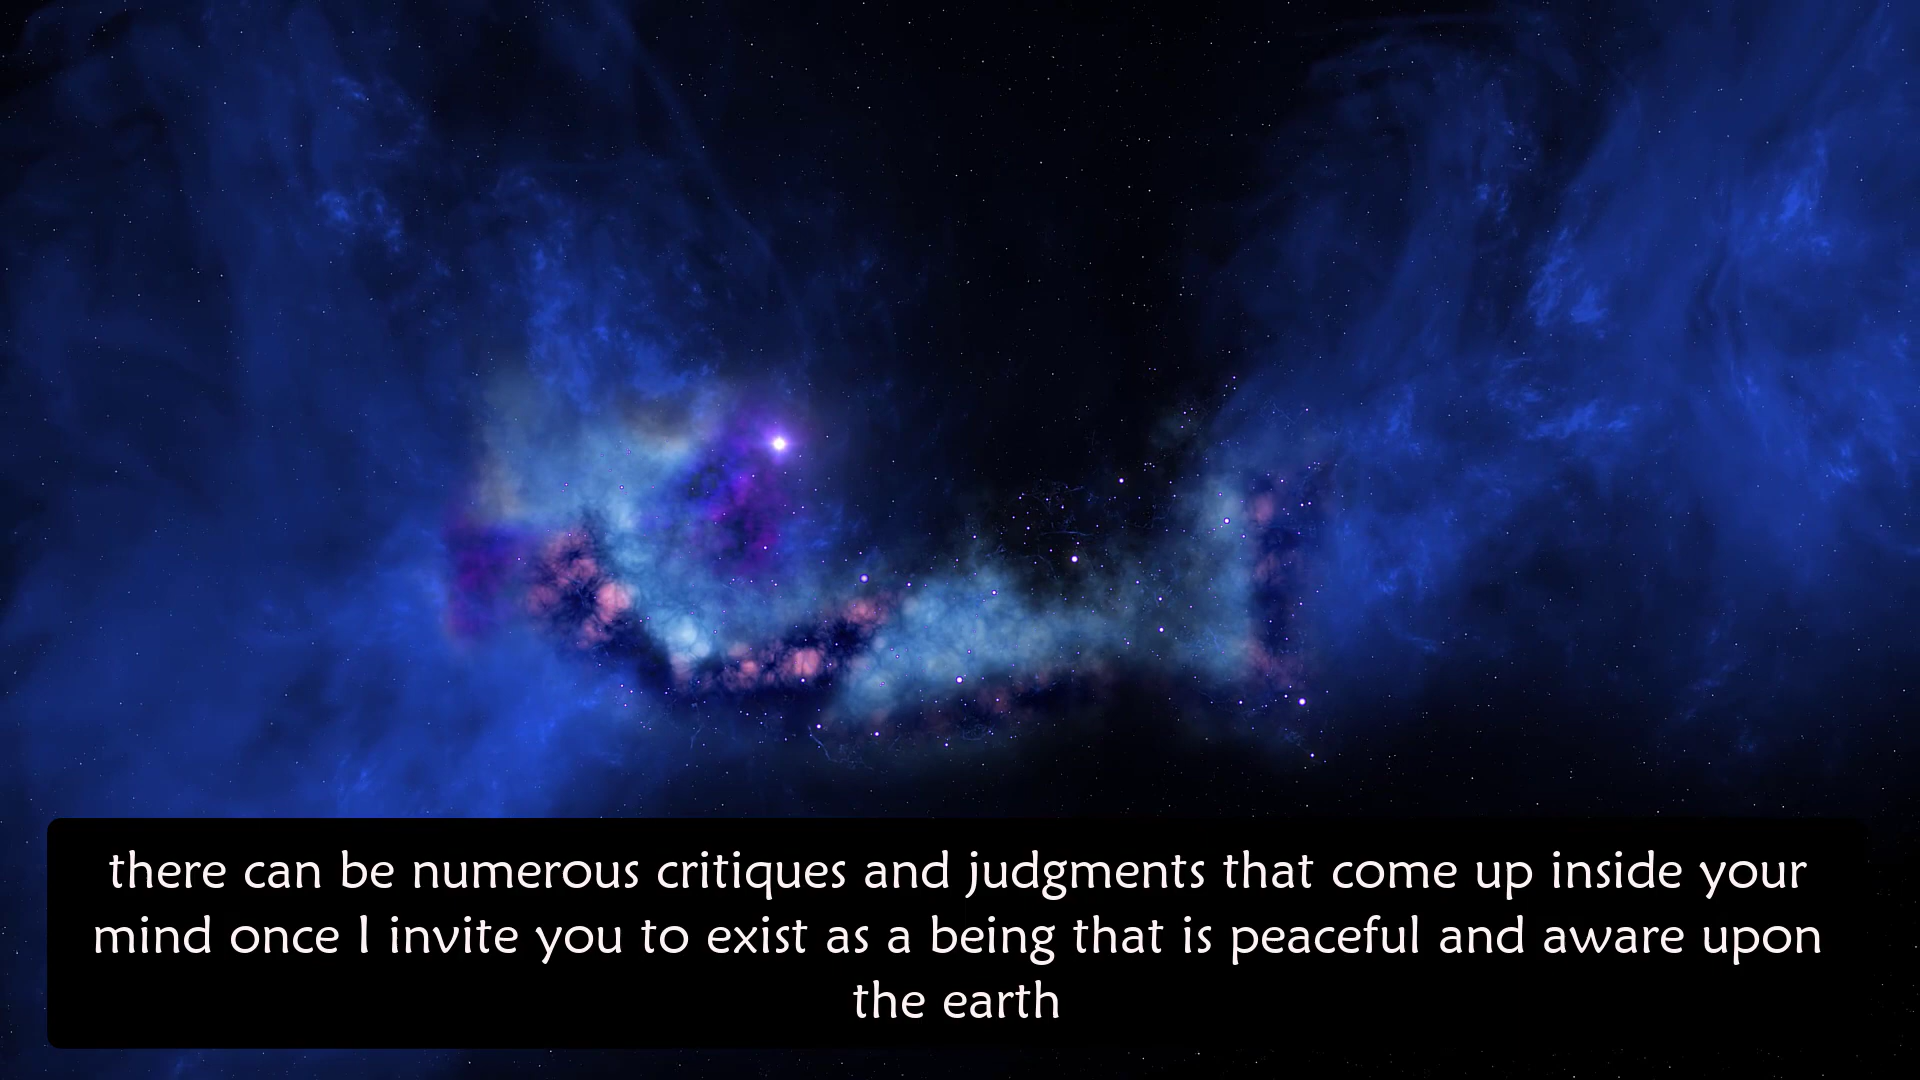 there can be numerous critiques and judgments that come up inside your
mind once I invite you to exist as a being that is peaceful and aware upon
the earth